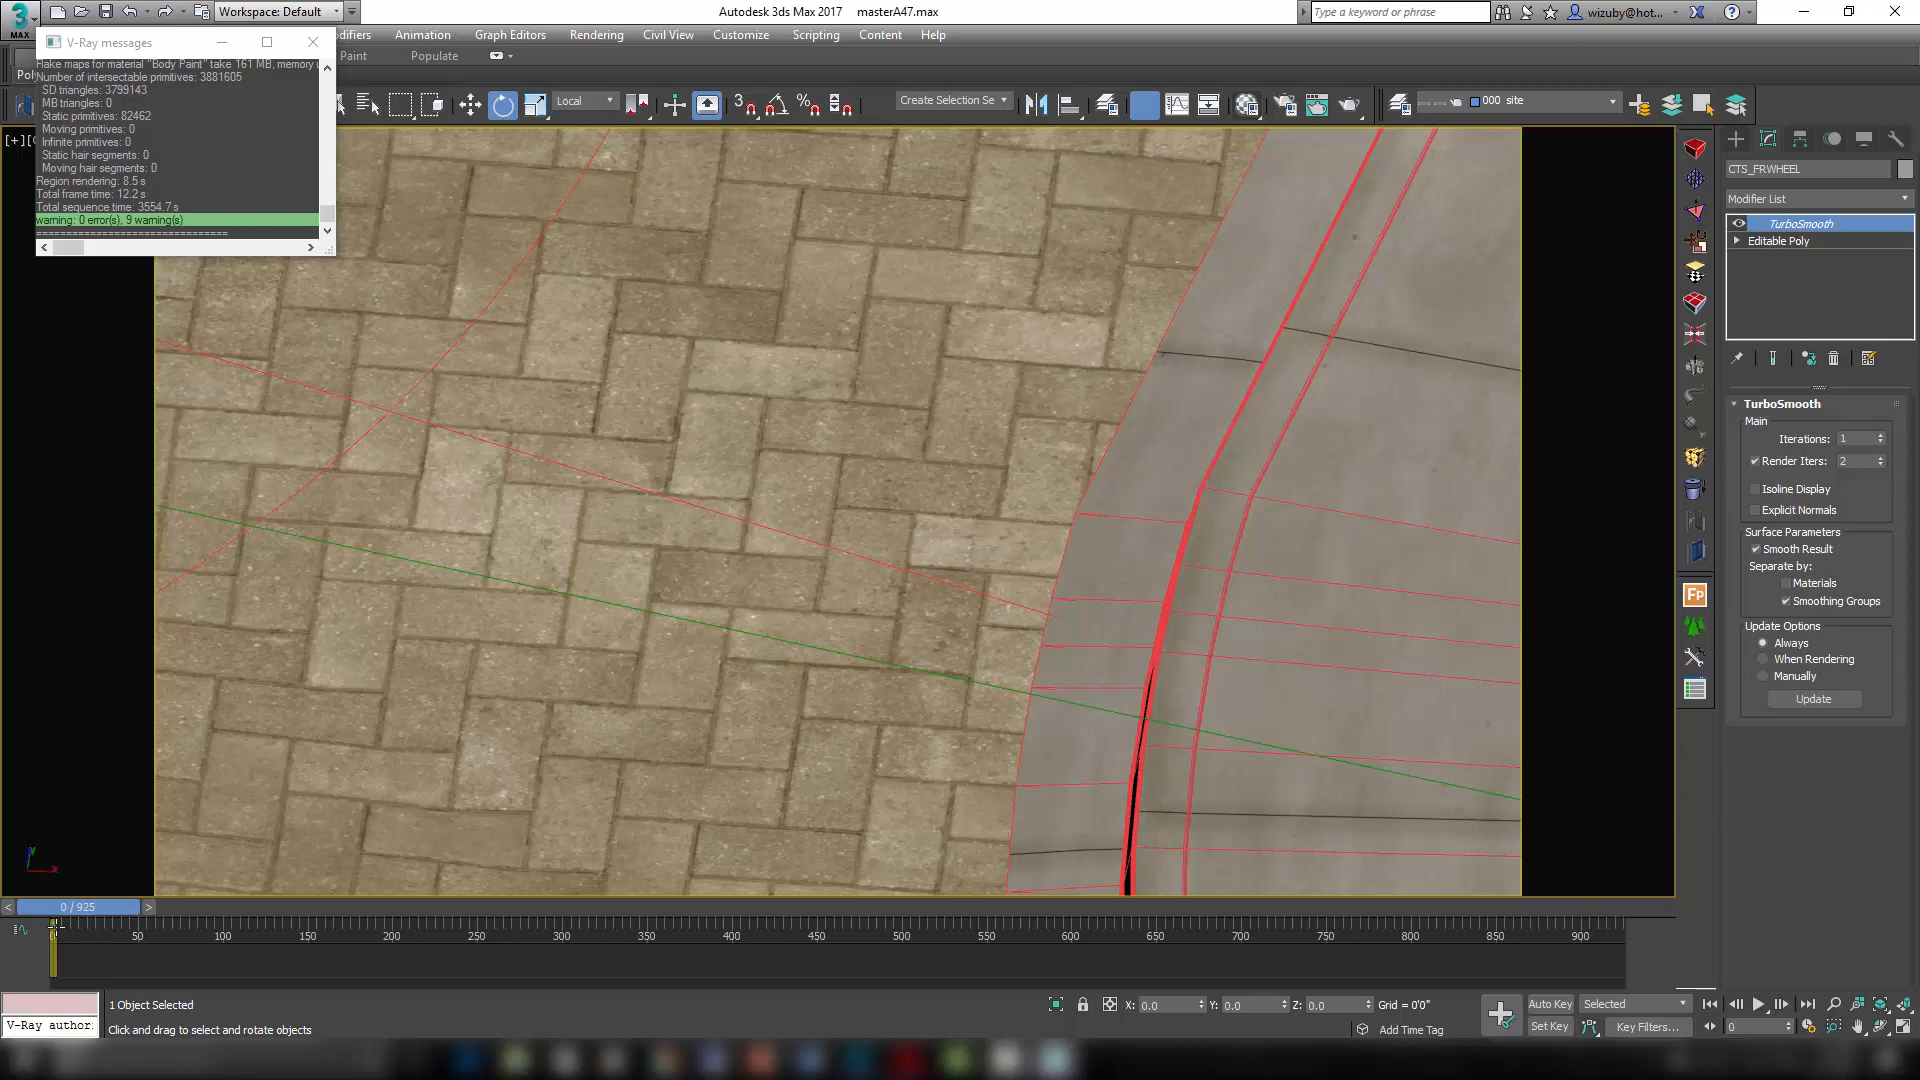 Workspace: Default
Autodesk 3ds Max 2017 masterA47.max
Type a keyword or phrase
wizuby@hot...
MAX
V-Ray messages
Flake maps for material "Body Paint" take 161 MB, memory
Number of intersectable primitives: 3881605
SD triangles: 3799143
MB triangles: 0
Static primitives: 82462
Moving primitives: 0
Infinite primitives: 0
Static hair segments: 0
Moving hair segments: 0
Region rendering: 8.5 s
Total frame time: 12.2 s
Total sequence time: 3554.7 s
warning: 0 error(s), 9 warning(s)
==============================
Animation Graph Editors Rendering Civil View Customize Scripting Content Help
Paint Populate
Local
Create Selection Se
000 site
[+]
CTS_FRWHEEL
Modifier List
TurboSmooth
Editable Poly
TurboSmooth
Main
Iterations: 1
Render Iters: 2
Isoline Display
Explicit Normals
Surface Parameters
Smooth Result
Separate by:
Materials
Smoothing Groups
Update Options
Always
When Rendering
Manually
Update
Fp
y
x
< 0 / 925 >
50 100 150 200 250 300 350 400 450 500 550 600 650 700 750 800 850 900
1 Object Selected
X: 0.0 Y: 0.0 Z: 0.0 Grid = 0'0"
Auto Key Selected
V-Ray author:
Click and drag to select and rotate objects
Add Time Tag
Set Key Key Filters...
0